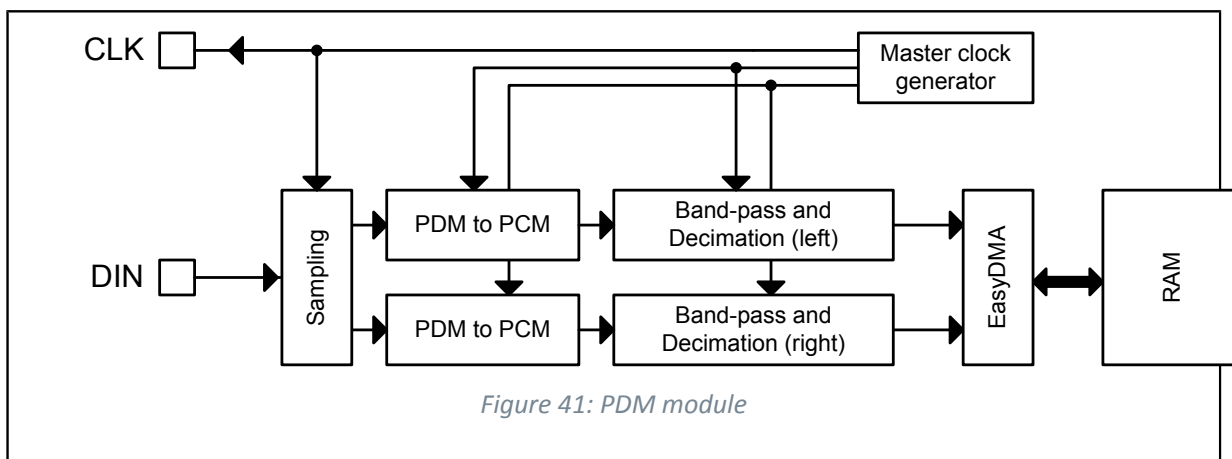 CLK
Master clock
generator
DIN
Sampling
PDM to PCM
Band-pass and
Decimation (left)
PDM to PCM
Band-pass and
Decimation (right)
EasyDMA
RAM
Figure 41: PDM module